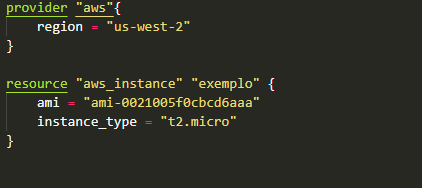 provider "aws"{
    region = "us-west-2"
}
resource "aws_instance" "exemplo" {
    ami = "ami-0021005f0cbcd6aaa"
    instance_type = "t2.micro"
}